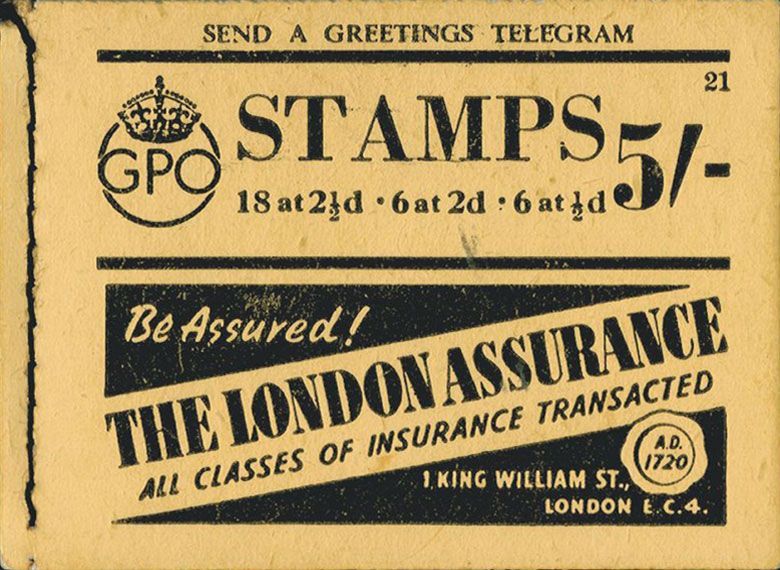 SEND A GREETINGS TELEGRAM
21
GPO
STAMPS 5/-
18 at 2½d · 6 at 2d · 6 at ½d
Be Assured!
THE LONDON ASSURANCE
ALL CLASSES OF INSURANCE TRANSACTED
A.D.
1720
1 KING WILLIAM ST.,
LONDON E.C.4.